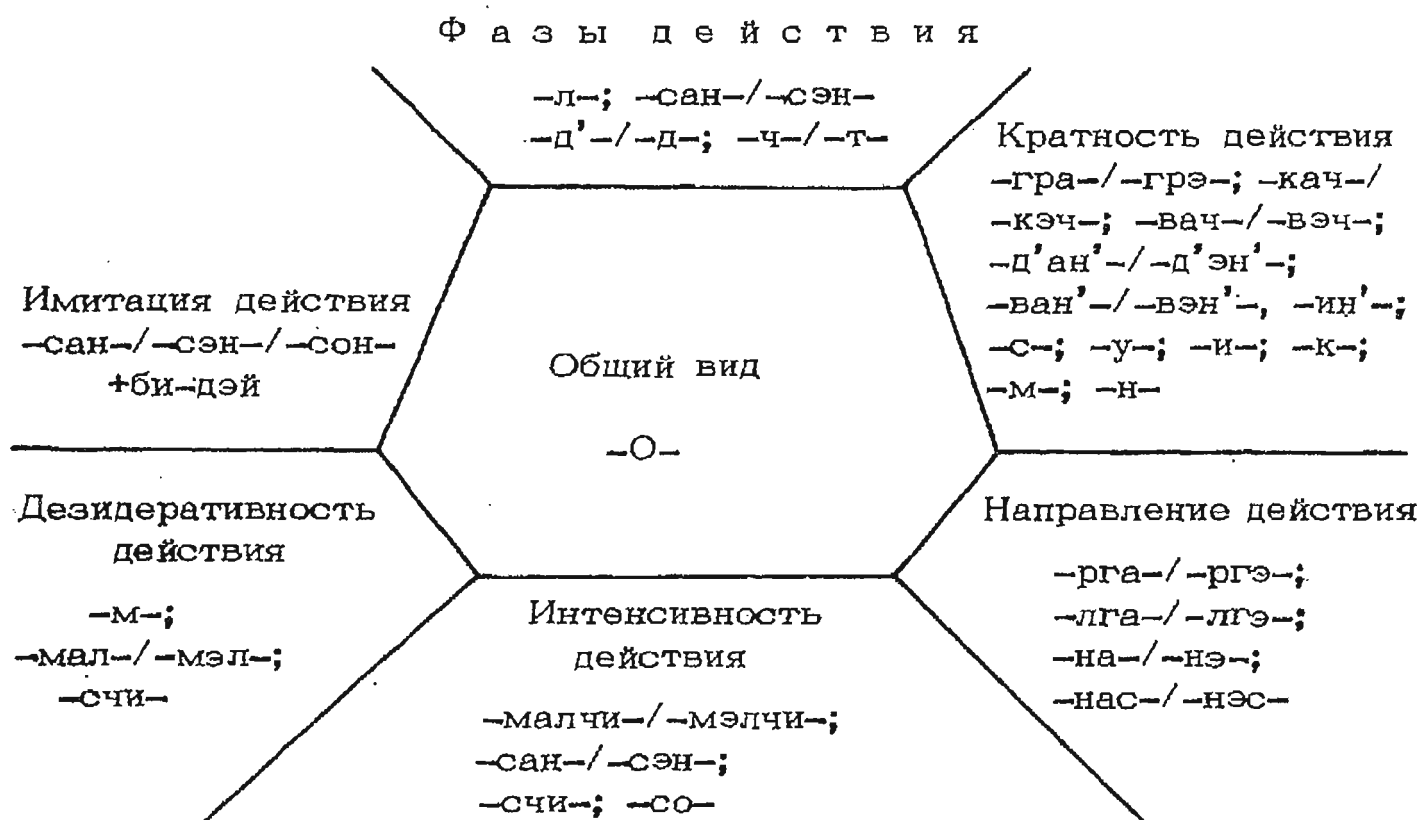 Фазы действия
–л–; –сан–/–сэн–
–д'–/–д–; –ч–/–т–
Кратность действия
–гра–/–грэ–; –кач–/
–кэч–; –вач–/–вэч–;
–д'ан'–/–д'эн'–;
–ван'–/–вэн'–, –ин'–;
–с–; –у–; –и–; –к–;
–м–; –н–
Имитация действия
–сан–/–сэн–/–сон–
+би–дэй
Общий вид
–О–
Дезидеративность
действия
–м–;
–мал–/–мэл–;
–счи–
Интенсивность
действия
–малчи–/–мэлчи–;
–сан–/–сэн–;
–счи–; –со–
Направление действия
–рга–/–ргэ–;
–лга–/–лгэ–;
–на–/–нэ–;
–нас–/–нэс–